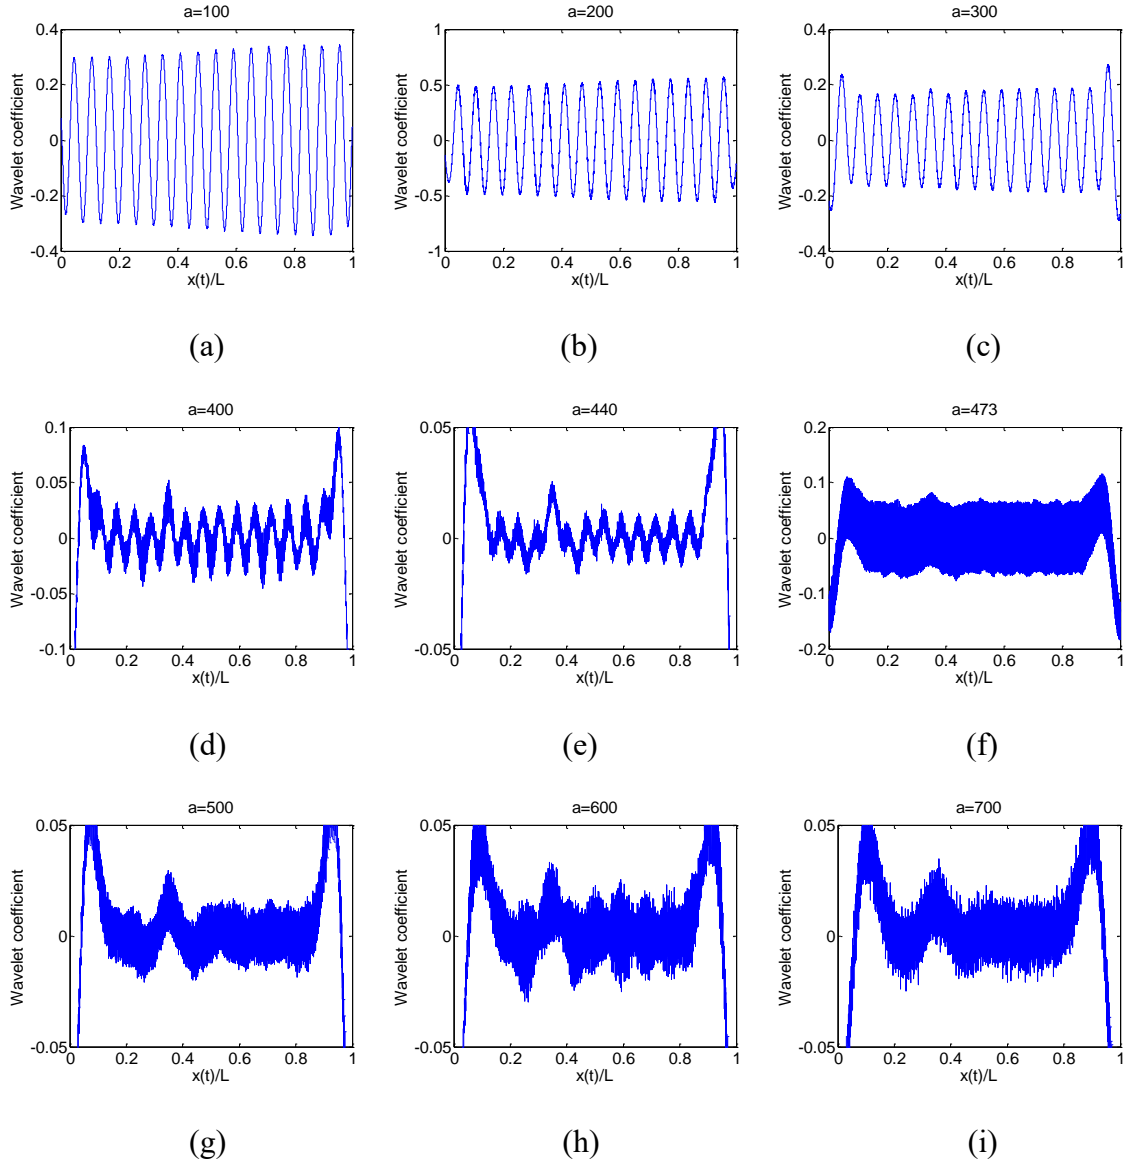 a=100 a=200 a=300
Wavelet coefficient Wavelet coefficient Wavelet coefficient
0.4 1 0.4
0.2 0.5 0.2
0 0 0
-0.2 -0.5 -0.2
-0.4 -1 -0.4
0 0.2 0.4 0.6 0.8 1 0 0.2 0.4 0.6 0.8 1 0 0.2 0.4 0.6 0.8 1
x(t)/L x(t)/L x(t)/L
(a) (b) (c)
a=400 a=440 a=473
Wavelet coefficient Wavelet coefficient Wavelet coefficient
0.1 0.05 0.2
0.05 0.1
0 0 0
-0.05 -0.1
-0.1 -0.05 -0.2
0 0.2 0.4 0.6 0.8 1 0 0.2 0.4 0.6 0.8 1 0 0.2 0.4 0.6 0.8 1
x(t)/L x(t)/L x(t)/L
(d) (e) (f)
a=500 a=600 a=700
Wavelet coefficient Wavelet coefficient Wavelet coefficient
0.05 0.05 0.05
0 0 0
-0.05 -0.05 -0.05
0 0.2 0.4 0.6 0.8 1 0 0.2 0.4 0.6 0.8 1 0 0.2 0.4 0.6 0.8 1
x(t)/L x(t)/L x(t)/L
(g) (h) (i)